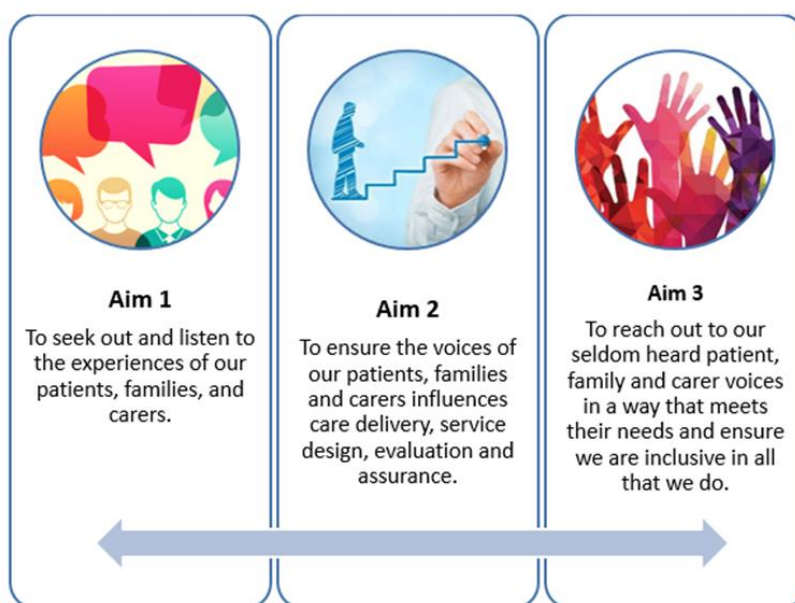 Aim 1
To seek out and listen to
the experiences of our
patients, families, and
carers.
Aim 2
To ensure the voices of
our patients, families
and carers influences
care delivery, service
design, evaluation and
assurance.
Aim 3
To reach out to our
seldom heard patient,
family and carer voices
in a way that meets
their needs and ensure
we are inclusive in all
that we do.